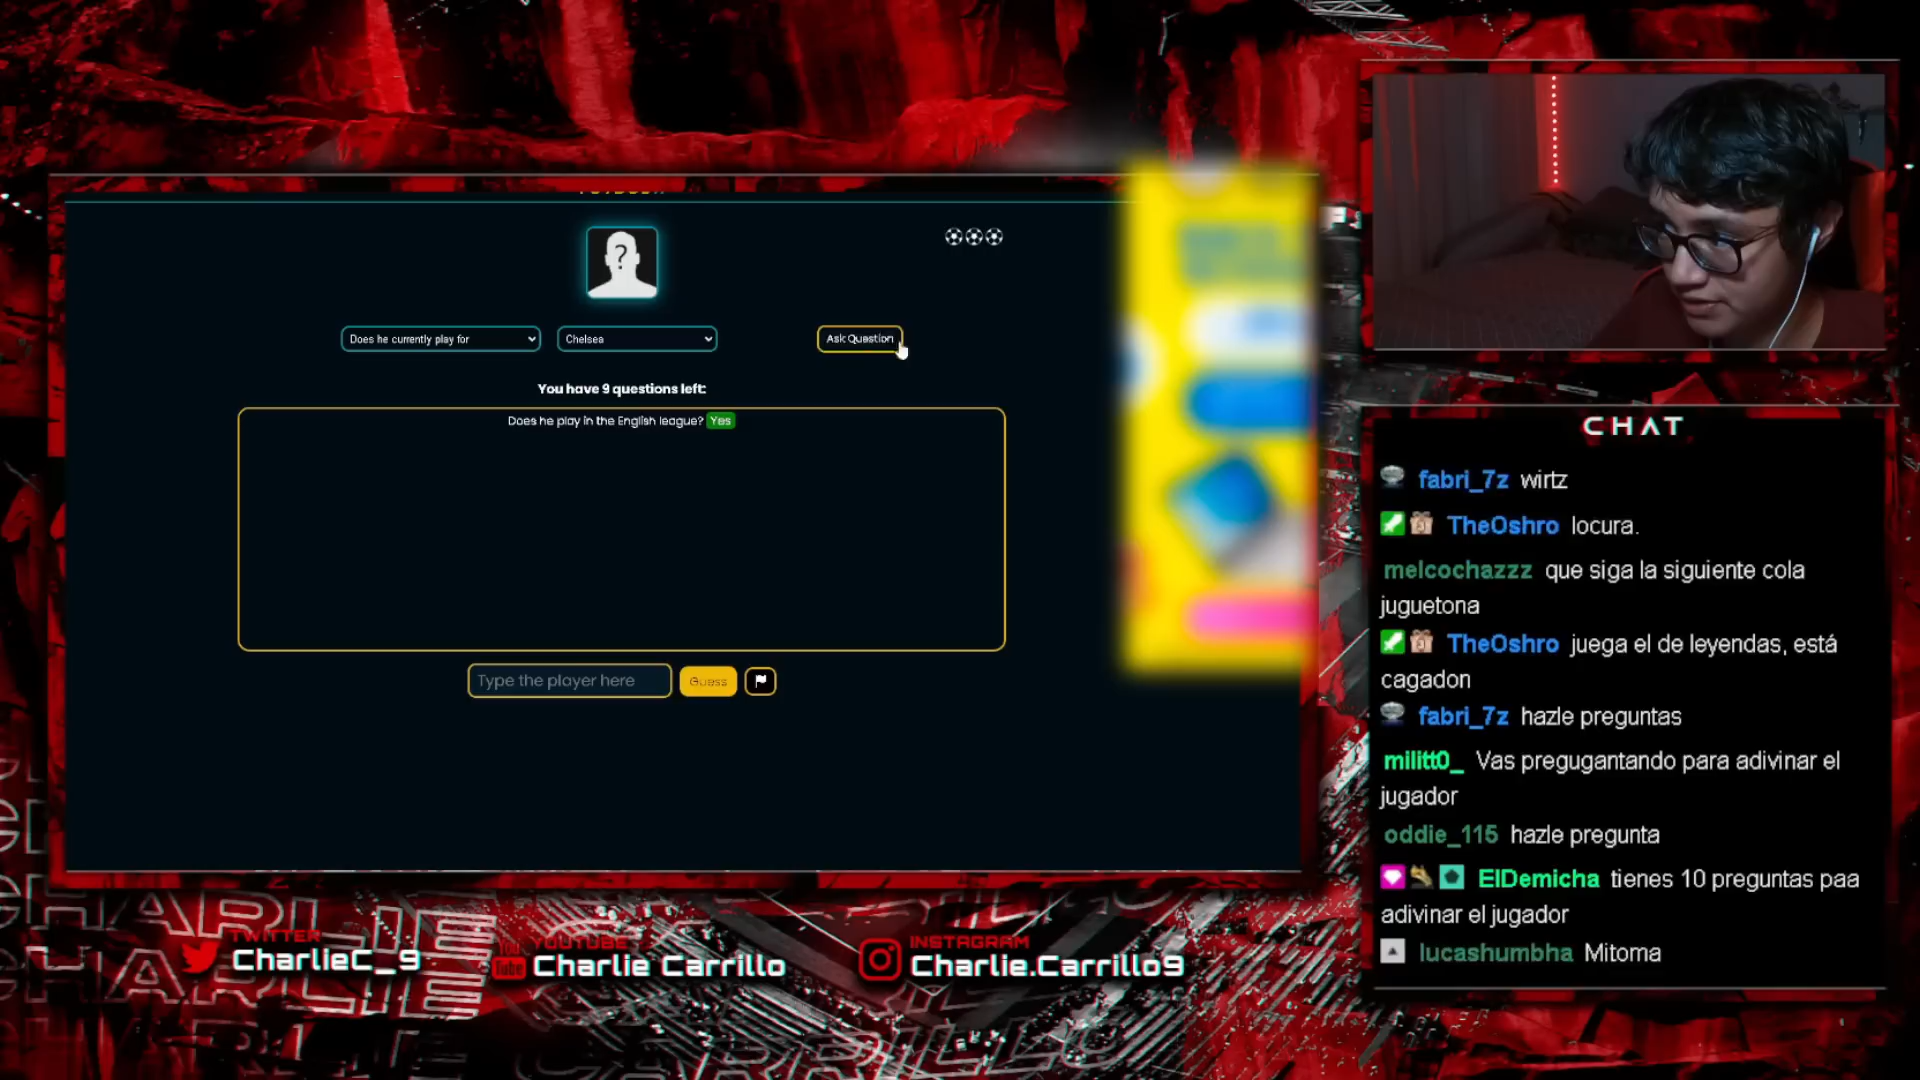 ?
Does he currently play for
Chelsea
Ask Question
You have 9 questions left:
Does he play in the English league? Yes
Type the player here
Guess
CHAT
fabri_7z wirtz
TheOshro locura.
melcochazzz que siga la siguiente cola
juguetona
TheOshro juega el de leyendas, está
cagadon
fabri_7z hazle preguntas
militt0_ Vas pregugantando para adivinar el
jugador
oddie_115 hazle pregunta
ElDemicha tienes 10 preguntas paa
adivinar el jugador
lucashumbha Mitoma
TWITTER
CharlieC_9
You
Tube
YOUTUBE
Charlie Carrillo
INSTAGRAM
Charlie.Carrillo9
CHARLIE CARRILLO